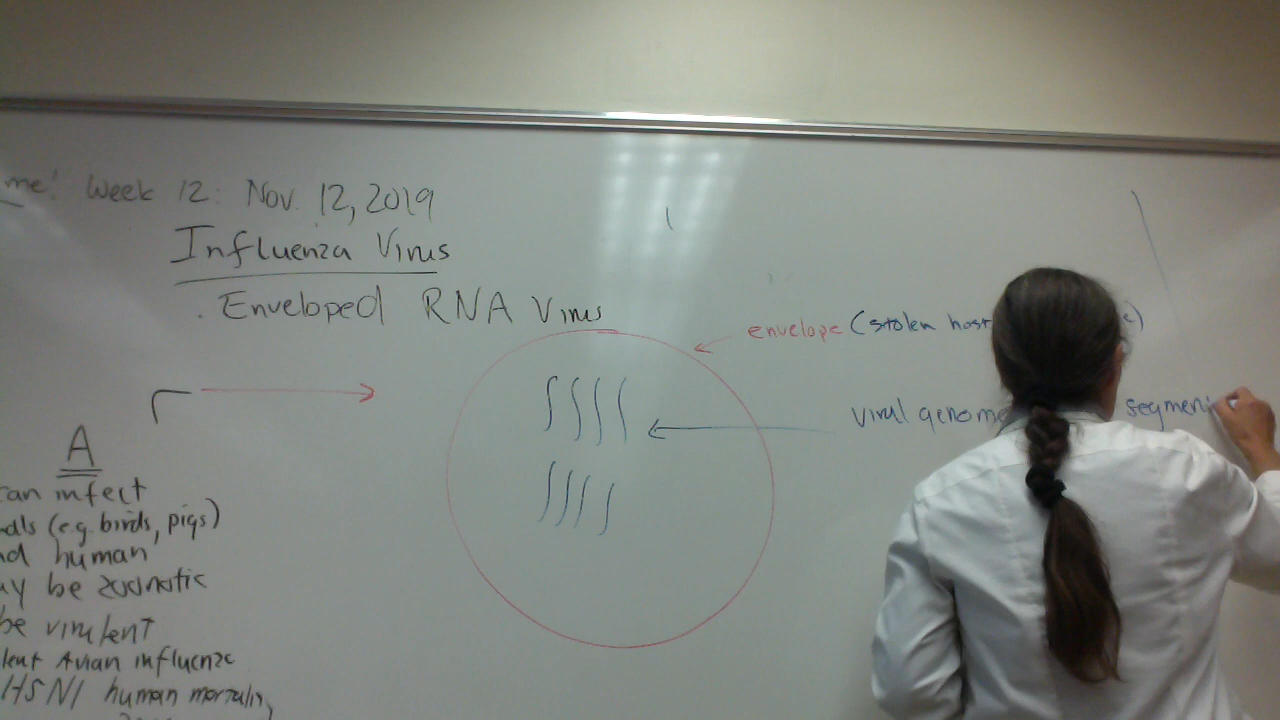 me! Week 12: Nov. 12, 2019
Influenza Virus
. Enveloped RNA Virus
envelope (stolen host
viral genome segmen
A
can infect
(e.g. birds, pigs)
human
be zoonotic
be virulent
Avian influenza
H5N1 human mortality